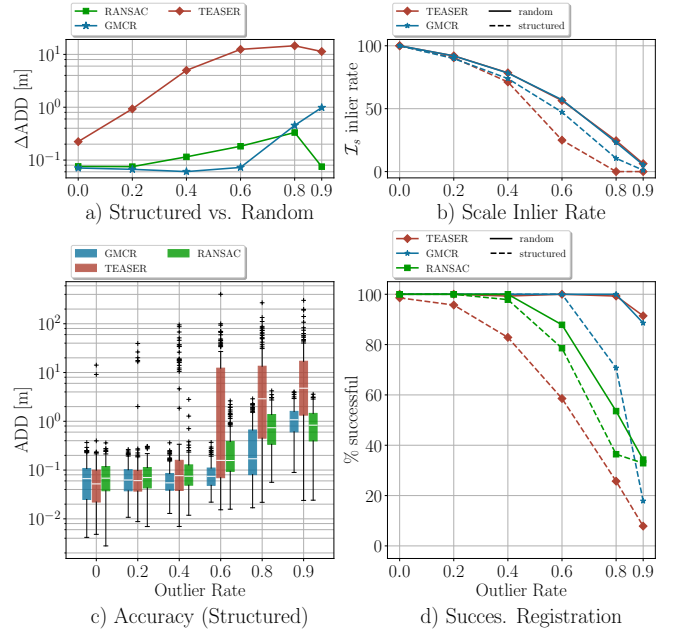 RANSAC TEASER
GMCR
ΔADD [m]
10^1
10^0
10^−1
0.0 0.2 0.4 0.6 0.8 0.9
a) Structured vs. Random
TEASER random
GMCR structured
I_s inlier rate
100
50
0
0.0 0.2 0.4 0.6 0.8 0.9
b) Scale Inlier Rate
GMCR RANSAC
TEASER
ADD [m]
10^2
10^1
10^0
10^−1
10^−2
0 0.2 0.4 0.6 0.8 0.9
Outlier Rate
c) Accuracy (Structured)
TEASER random
GMCR structured
RANSAC
% successful
100
80
60
40
20
0
0.0 0.2 0.4 0.6 0.8 0.9
Outlier Rate
d) Succes. Registration